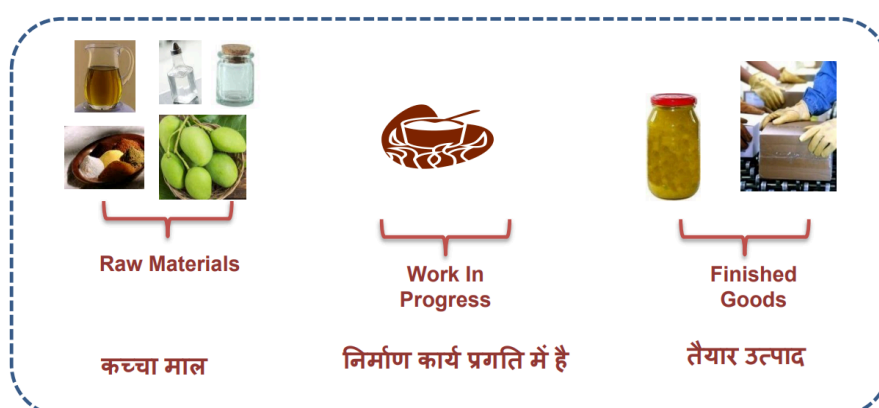 Raw Materials
Work In
Progress
Finished
Goods
कच्चा माल
निर्माण कार्य प्रगति में है
तैयार उत्पाद